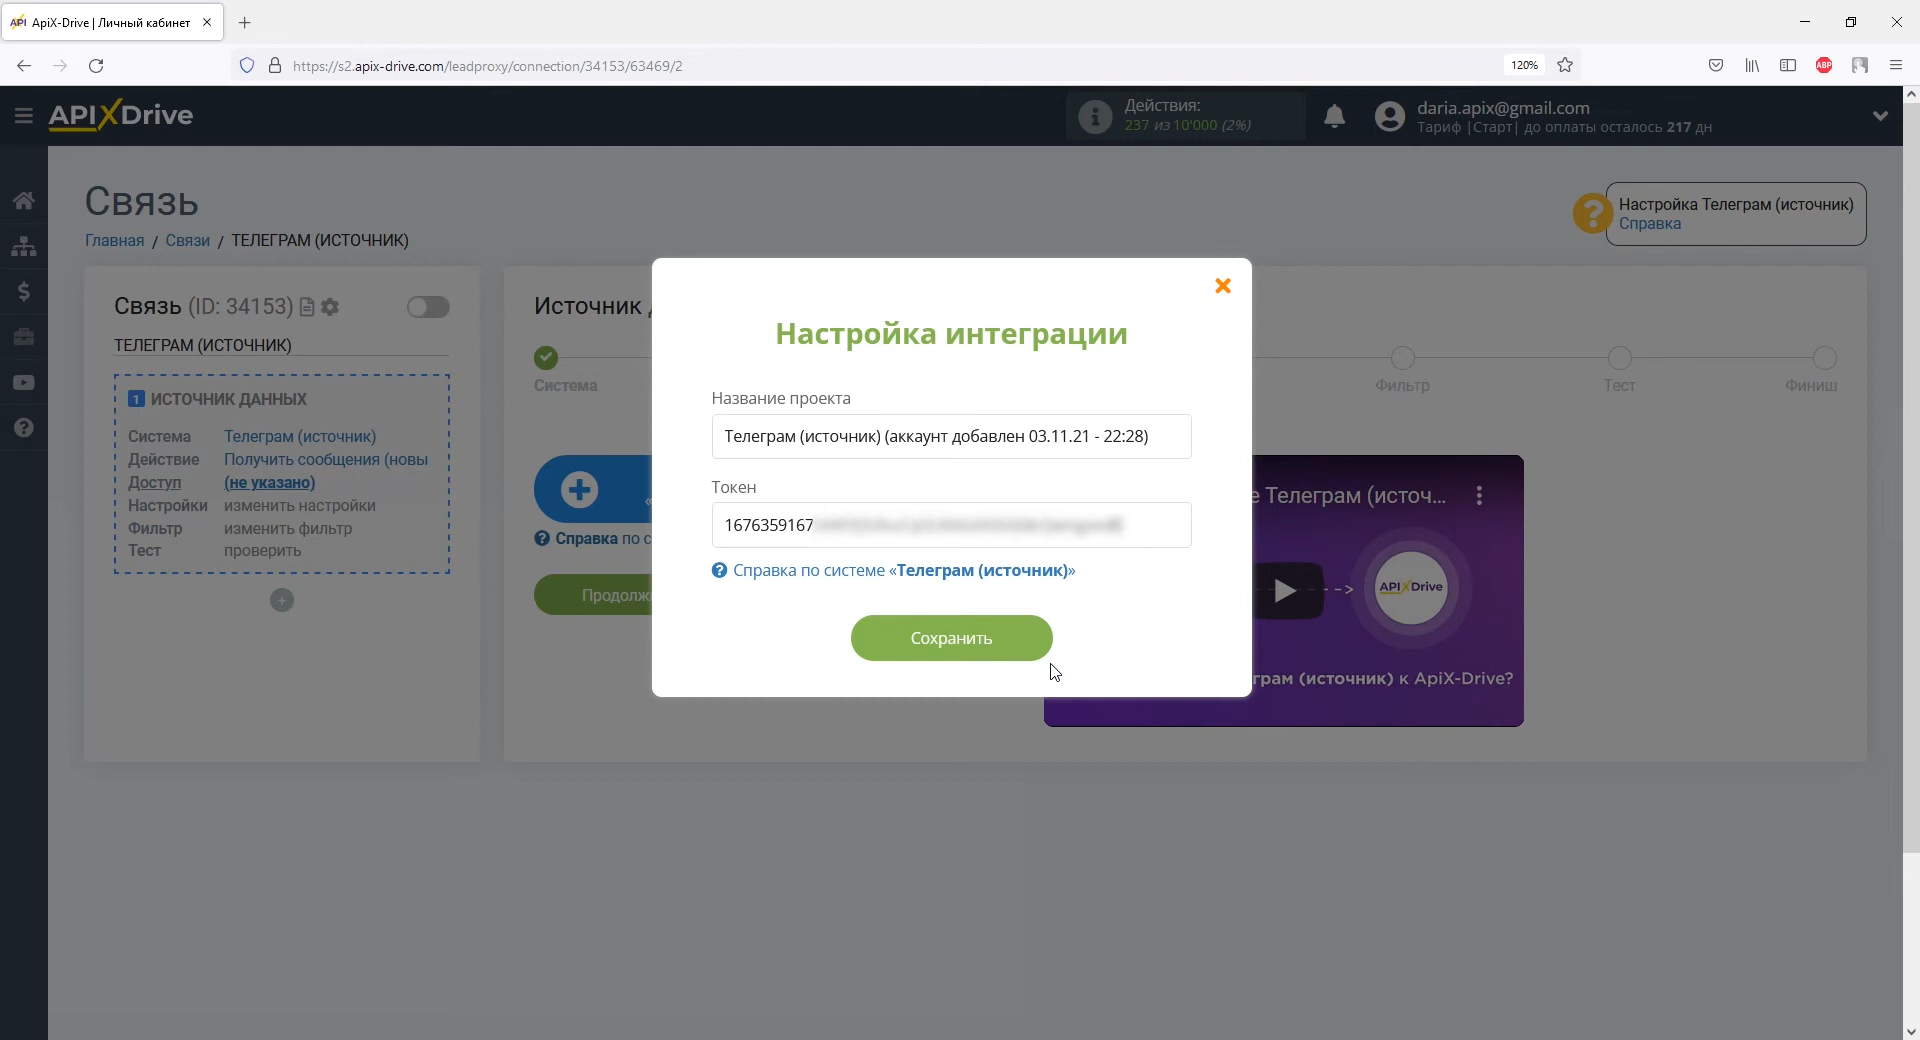 ApiX-Drive | Личный кабинет
https://s2.apix-drive.com/leadproxy/connection/34153/63469/2
120%
ABP
APIXDrive
Действия:
237 из 10'000 (2%)
daria.apix@gmail.com
Тариф |Старт| до оплаты осталось 217 дн
Связь
Главная / Связи / ТЕЛЕГРАМ (ИСТОЧНИК)
Настройка Телеграм (источник)
Справка
Связь (ID: 34153)
ТЕЛЕГРАМ (ИСТОЧНИК)
1 ИСТОЧНИК ДАННЫХ
Система Телеграм (источник)
Действие Получить сообщения (новы
Доступ (не указано)
Настройки изменить настройки
Фильтр изменить фильтр
Тест проверить
Источник
Система
Фильтр
Тест
Финиш
Справка по с
Продолж
Настройка интеграции
Название проекта
Телеграм (источник) (аккаунт добавлен 03.11.21 - 22:28)
Токен
1676359167
Справка по системе «Телеграм (источник)»
Сохранить
е Телеграм (источ...
APIXDrive
грам (источник) к ApiX-Drive?